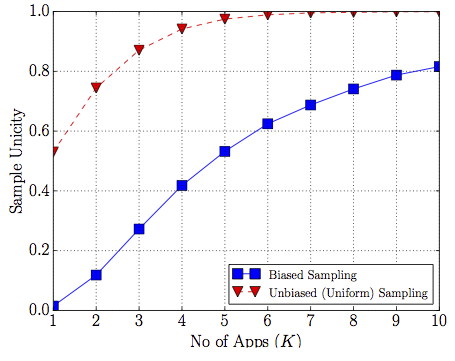 1.0
0.8
0.6
0.4
0.2
0.0
Sample Unicity
1 2 3 4 5 6 7 8 9 10
No of Apps (K)
Biased Sampling
Unbiased (Uniform) Sampling